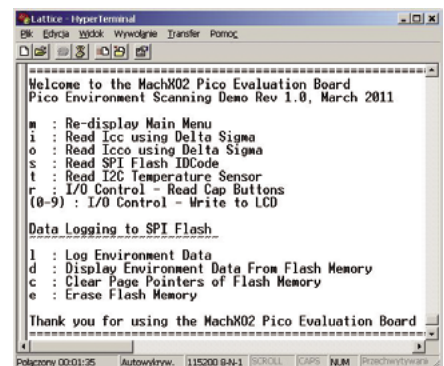 Lattice - HyperTerminal
Plik Edycja Widok Wywołanie Transfer Pomoc
==================================================
Welcome to the MachXO2 Pico Evaluation Board
Pico Environment Scanning Demo Rev 1.0, March 2011
m : Re-display Main Menu
i : Read Icc using Delta Sigma
o : Read Icco using Delta Sigma
s : Read SPI Flash IDCode
t : Read I2C Temperature Sensor
r : I/O Control - Read Cap Buttons
(0-9) : I/O Control - Write to LCD
Data Logging to SPI Flash
~~~~~~~~~~~~~~~~~~~~~~~~~
l : Log Environment Data
d : Display Environment Data From Flash Memory
c : Clear Page Pointers of Flash Memory
e : Erase Flash Memory
Thank you for using the MachXO2 Pico Evaluation Board
==================================================
Połączony 00:01:35 Autowykryw. 115200 8-N-1 SCROLL CAPS NUM Przechwytywanie